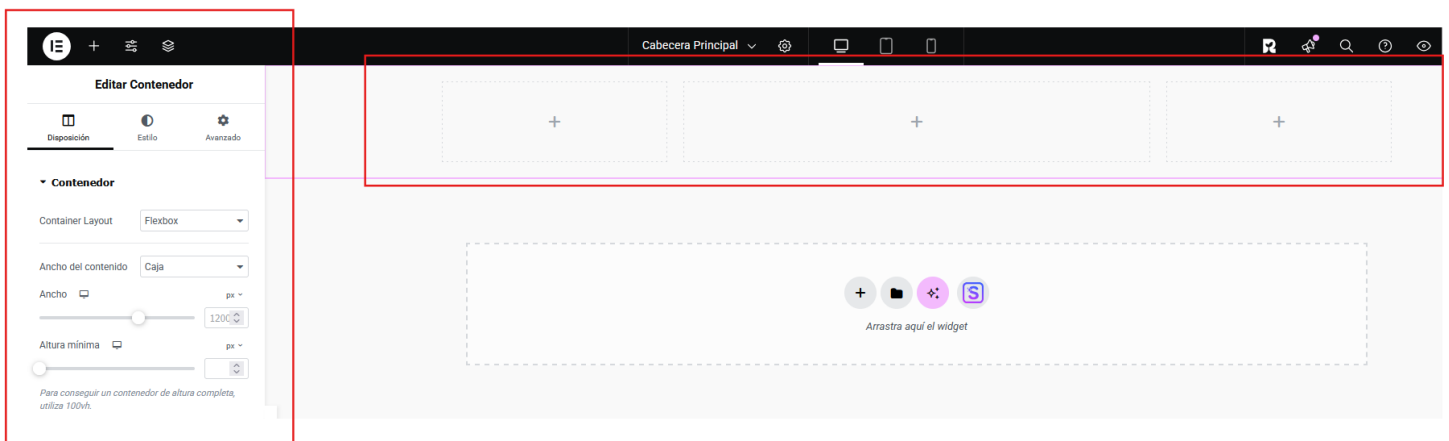 Cabecera Principal
Editar Contenedor
Disposición
Estilo
Avanzado
Contenedor
Container Layout
Flexbox
Ancho del contenido
Caja
Ancho
px
1200
Altura mínima
px
Para conseguir un contenedor de altura completa,
utiliza 100vh.
Arrastra aquí el widget